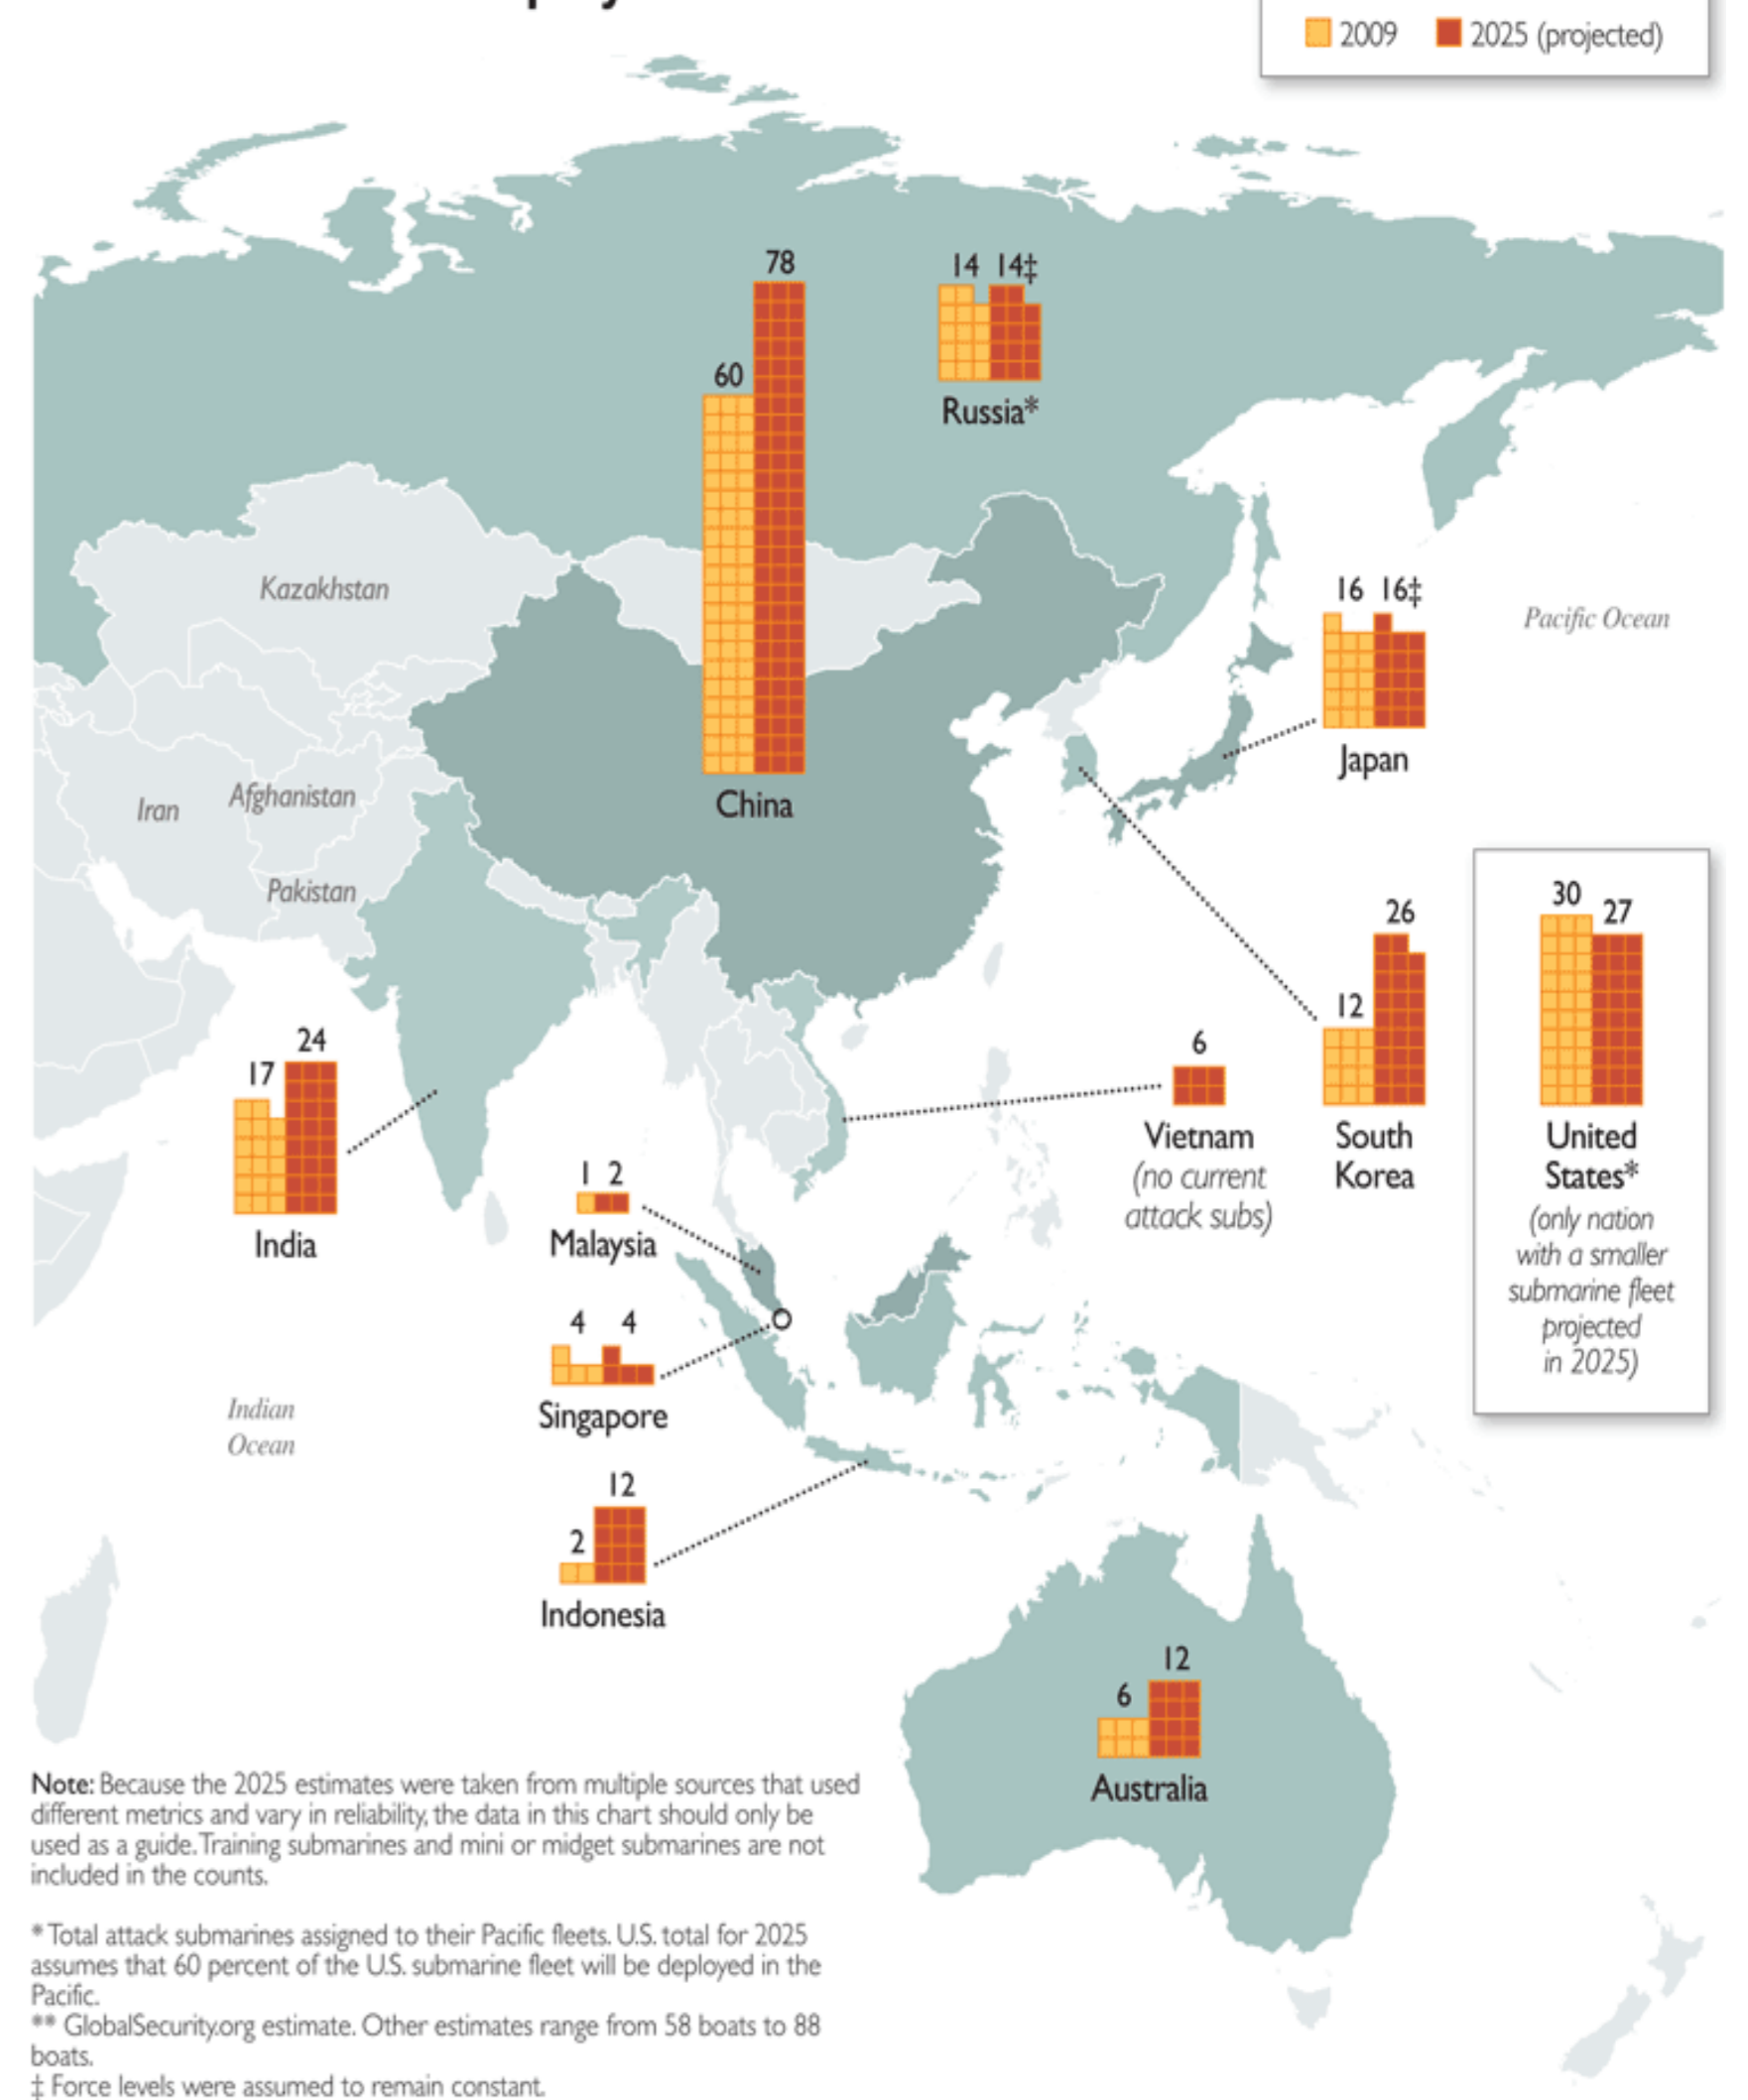 2009 2025 (projected)
78
14 14‡
60
Russia*
Kazakhstan
16 16‡
Pacific Ocean
Japan
Iran
Afghanistan
China
Pakistan
30
27
26
12
24
17
6
Vietnam
(no current
attack subs)
South
Korea
United
States*
(only nation
with a smaller
submarine fleet
projected
in 2025)
India
1 2
Malaysia
4 4
Singapore
Indian
Ocean
12
2
Indonesia
12
6
Australia
Note: Because the 2025 estimates were taken from multiple sources that used
different metrics and vary in reliability, the data in this chart should only be
used as a guide. Training submarines and mini or midget submarines are not
included in the counts.
* Total attack submarines assigned to their Pacific fleets. U.S. total for 2025
assumes that 60 percent of the U.S. submarine fleet will be deployed in the
Pacific.
** GlobalSecurity.org estimate. Other estimates range from 58 boats to 88
boats.
‡ Force levels were assumed to remain constant.